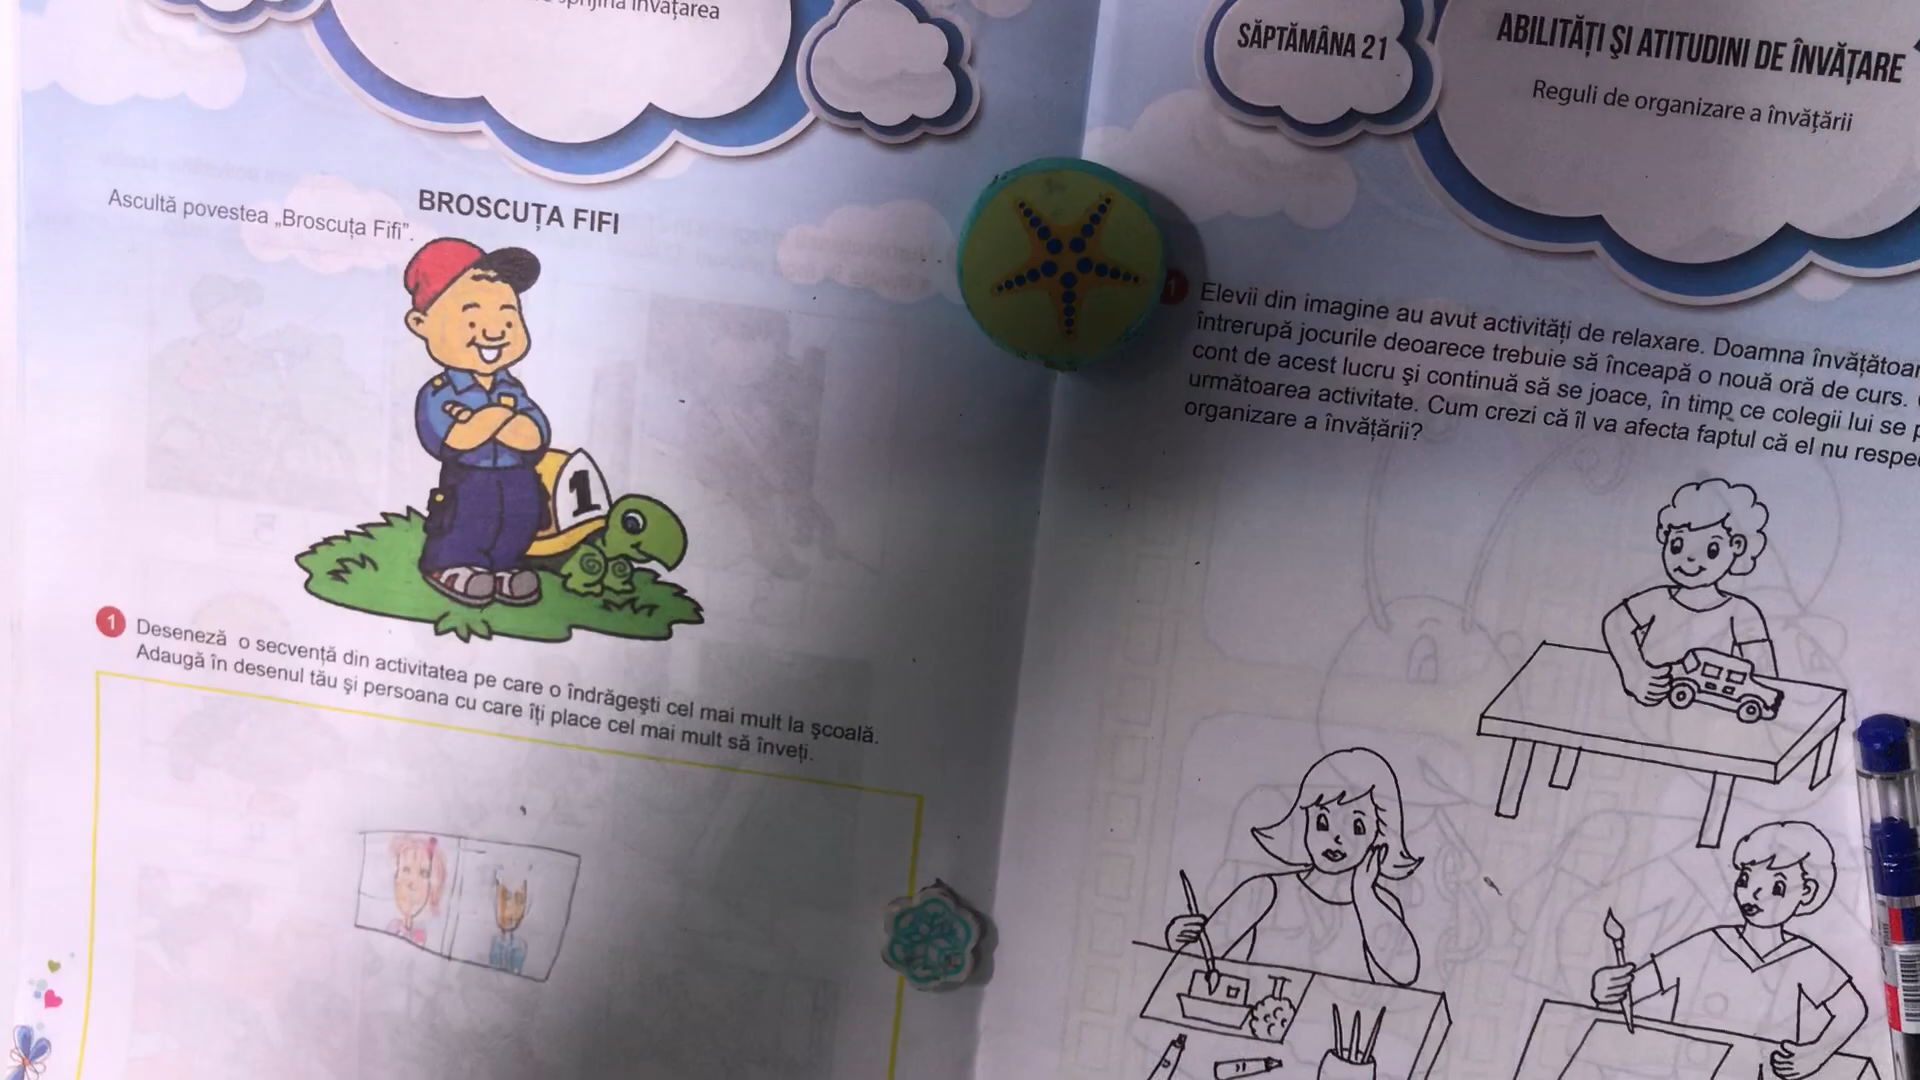 sprijină învățarea
BROSCUȚA FIFI
Ascultă povestea „Broscuța Fifi”.
1
1 Deseneză o secvență din activitatea pe care o îndrăgești cel mai mult la școală.
Adaugă în desenul tău și persoana cu care îți place cel mai mult să înveți.
SĂPTĂMÂNA 21
ABILITĂȚI ȘI ATITUDINI DE ÎNVĂȚARE
Reguli de organizare a învățării
1 Elevii din imagine au avut activități de relaxare. Doamna
întrerupă jocurile deoarece trebuie să înceapă o nouă oră de curs.
cont de acest lucru și continuă să se joace, în timp ce colegii lui se
următoarea activitate. Cum crezi că îl va afecta faptul că el nu
organizare a învățării?